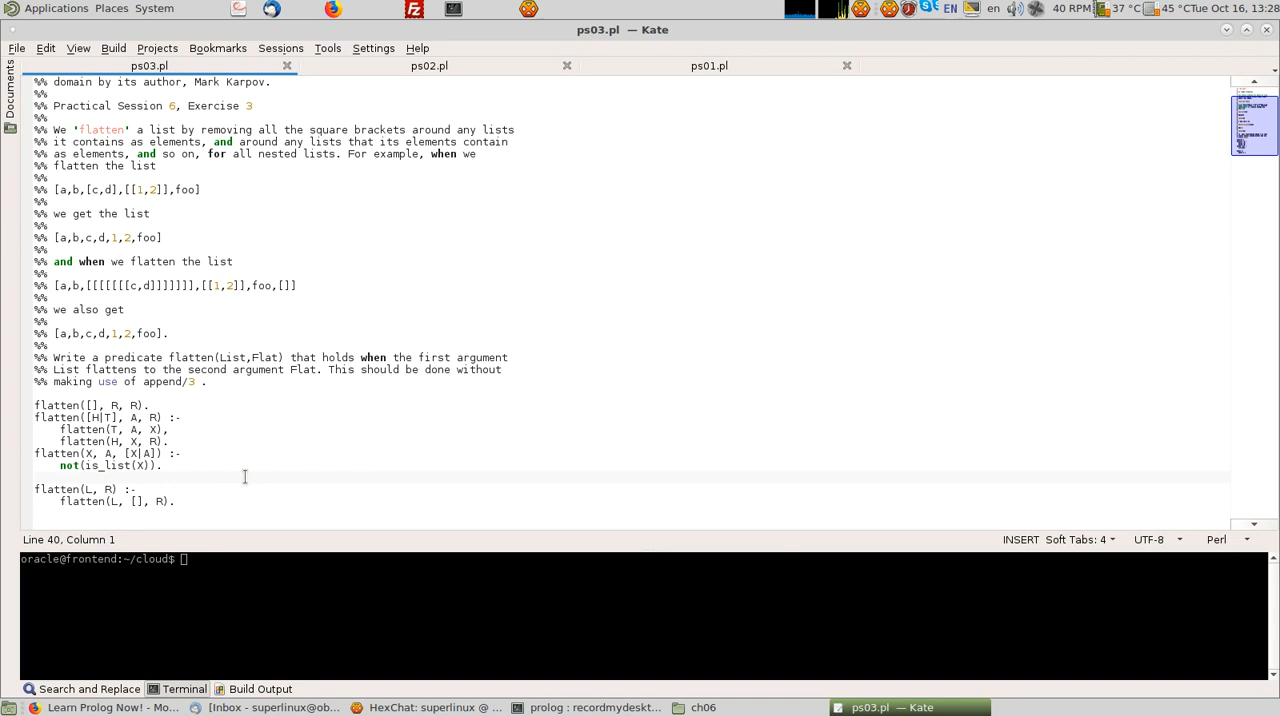 Applications Places System
en EN 40 RPM 37 °C 45 °C Tue Oct 16, 13:28
ps03.pl — Kate
File Edit View Build Projects Bookmarks Sessions Tools Settings Help
ps03.pl ps02.pl ps01.pl
Documents
%% domain by its author, Mark Karpov.
%%
%% Practical Session 6, Exercise 3
%%
%% We 'flatten' a list by removing all the square brackets around any lists
%% it contains as elements, and around any lists that its elements contain
%% as elements, and so on, for all nested lists. For example, when we
%% flatten the list
%%
%% [a,b,[c,d],[[1,2]],foo]
%%
%% we get the list
%%
%% [a,b,c,d,1,2,foo]
%%
%% and when we flatten the list
%%
%% [a,b,[[[[[[[c,d]]]]]]],[[1,2]],foo,[]]
%%
%% we also get
%%
%% [a,b,c,d,1,2,foo].
%%
%% Write a predicate flatten(List,Flat) that holds when the first argument
%% List flattens to the second argument Flat. This should be done without
%% making use of append/3 .
flatten([], R, R).
flatten([H|T], A, R) :-
    flatten(T, A, X),
    flatten(H, X, R).
flatten(X, A, [X|A]) :-
    not(is_list(X)).
flatten(L, R) :-
    flatten(L, [], R).
Line 40, Column 1 INSERT Soft Tabs: 4 UTF-8 Perl
oracle@frontend:~/cloud$
Search and Replace Terminal Build Output
Learn Prolog Now! - Mo... [Inbox - superlinux@ob... HexChat: superlinux @ ... prolog : recordmydeskt... ch06 ps03.pl — Kate